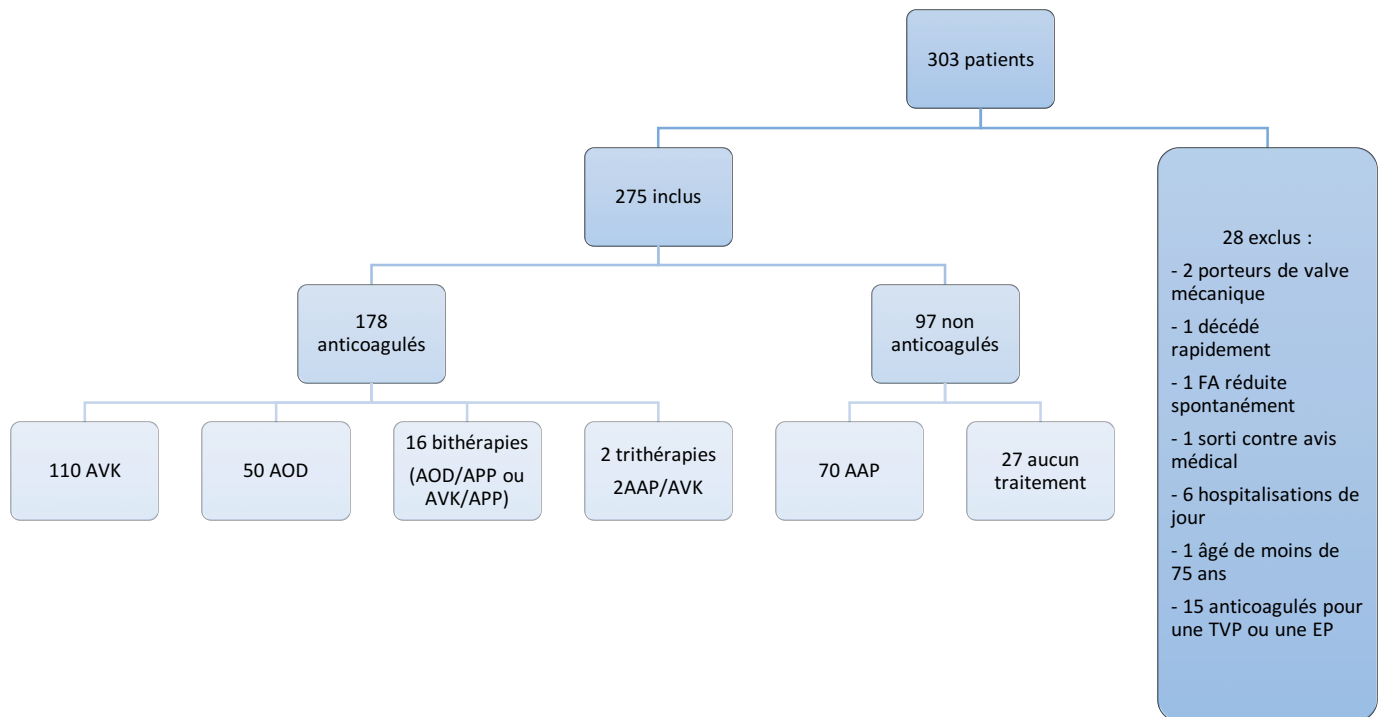 303 patients
275 inclus
28 exclus :
- 2 porteurs de valve
mécanique
- 1 décédé
rapidement
- 1 FA réduite
spontanément
- 1 sorti contre avis
médical
- 6 hospitalisations de
jour
- 1 âgé de moins de
75 ans
- 15 anticoagulés pour
une TVP ou une EP
178
anticoagulés
97 non
anticoagulés
110 AVK
50 AOD
16 bithérapies
(AOD/APP ou
AVK/APP)
2 trithérapies
2AAP/AVK
70 AAP
27 aucun
traitement